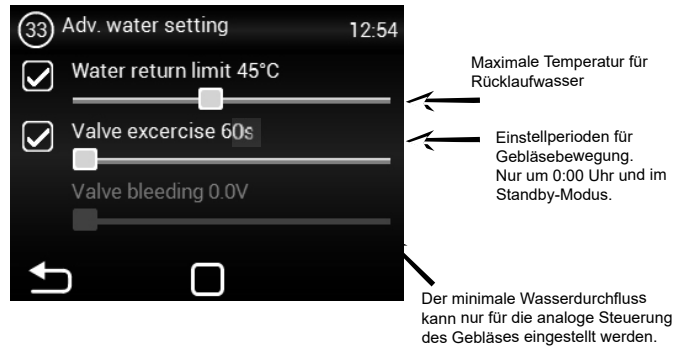 33 Adv. water setting 12:54
Water return limit 45°C
Valve excercise 60s
Valve bleeding 0.0V
Maximale Temperatur für
Rücklaufwasser
Einstellperioden für
Gebläsebewegung.
Nur um 0:00 Uhr und im
Standby-Modus.
Der minimale Wasserdurchfluss
kann nur für die analoge Steuerung
des Gebläses eingestellt werden.